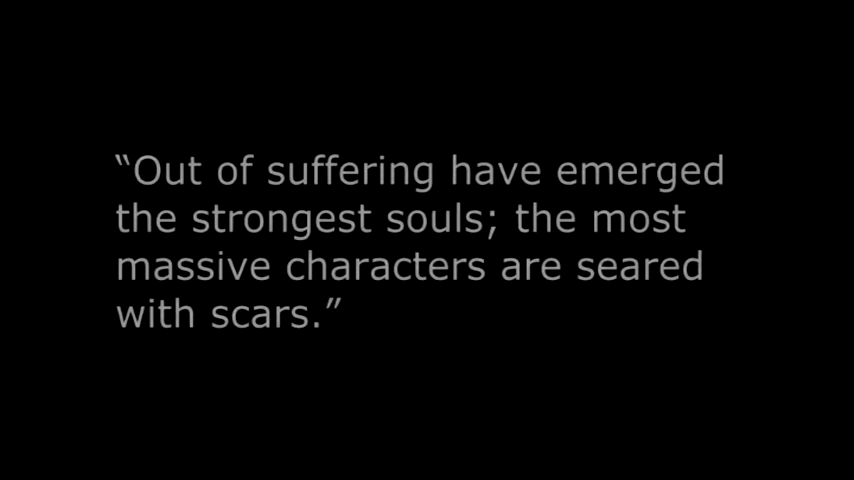 “Out of suffering have emerged
the strongest souls; the most
massive characters are seared
with scars.”